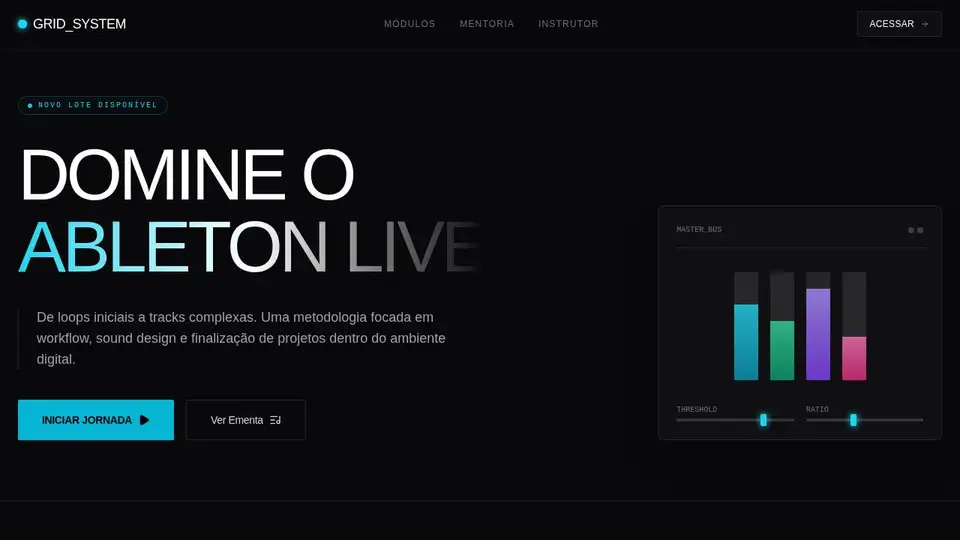 GRID_SYSTEM
MÓDULOS
MENTORIA
INSTRUTOR
ACESSAR
NOVO LOTE DISPONÍVEL
DOMINE O
ABLETON LIVE
De loops iniciais a tracks complexas. Uma metodologia focada em
workflow, sound design e finalização de projetos dentro do ambiente
digital.
INICIAR JORNADA
Ver Ementa
MASTER_BUS
THRESHOLD
RATIO